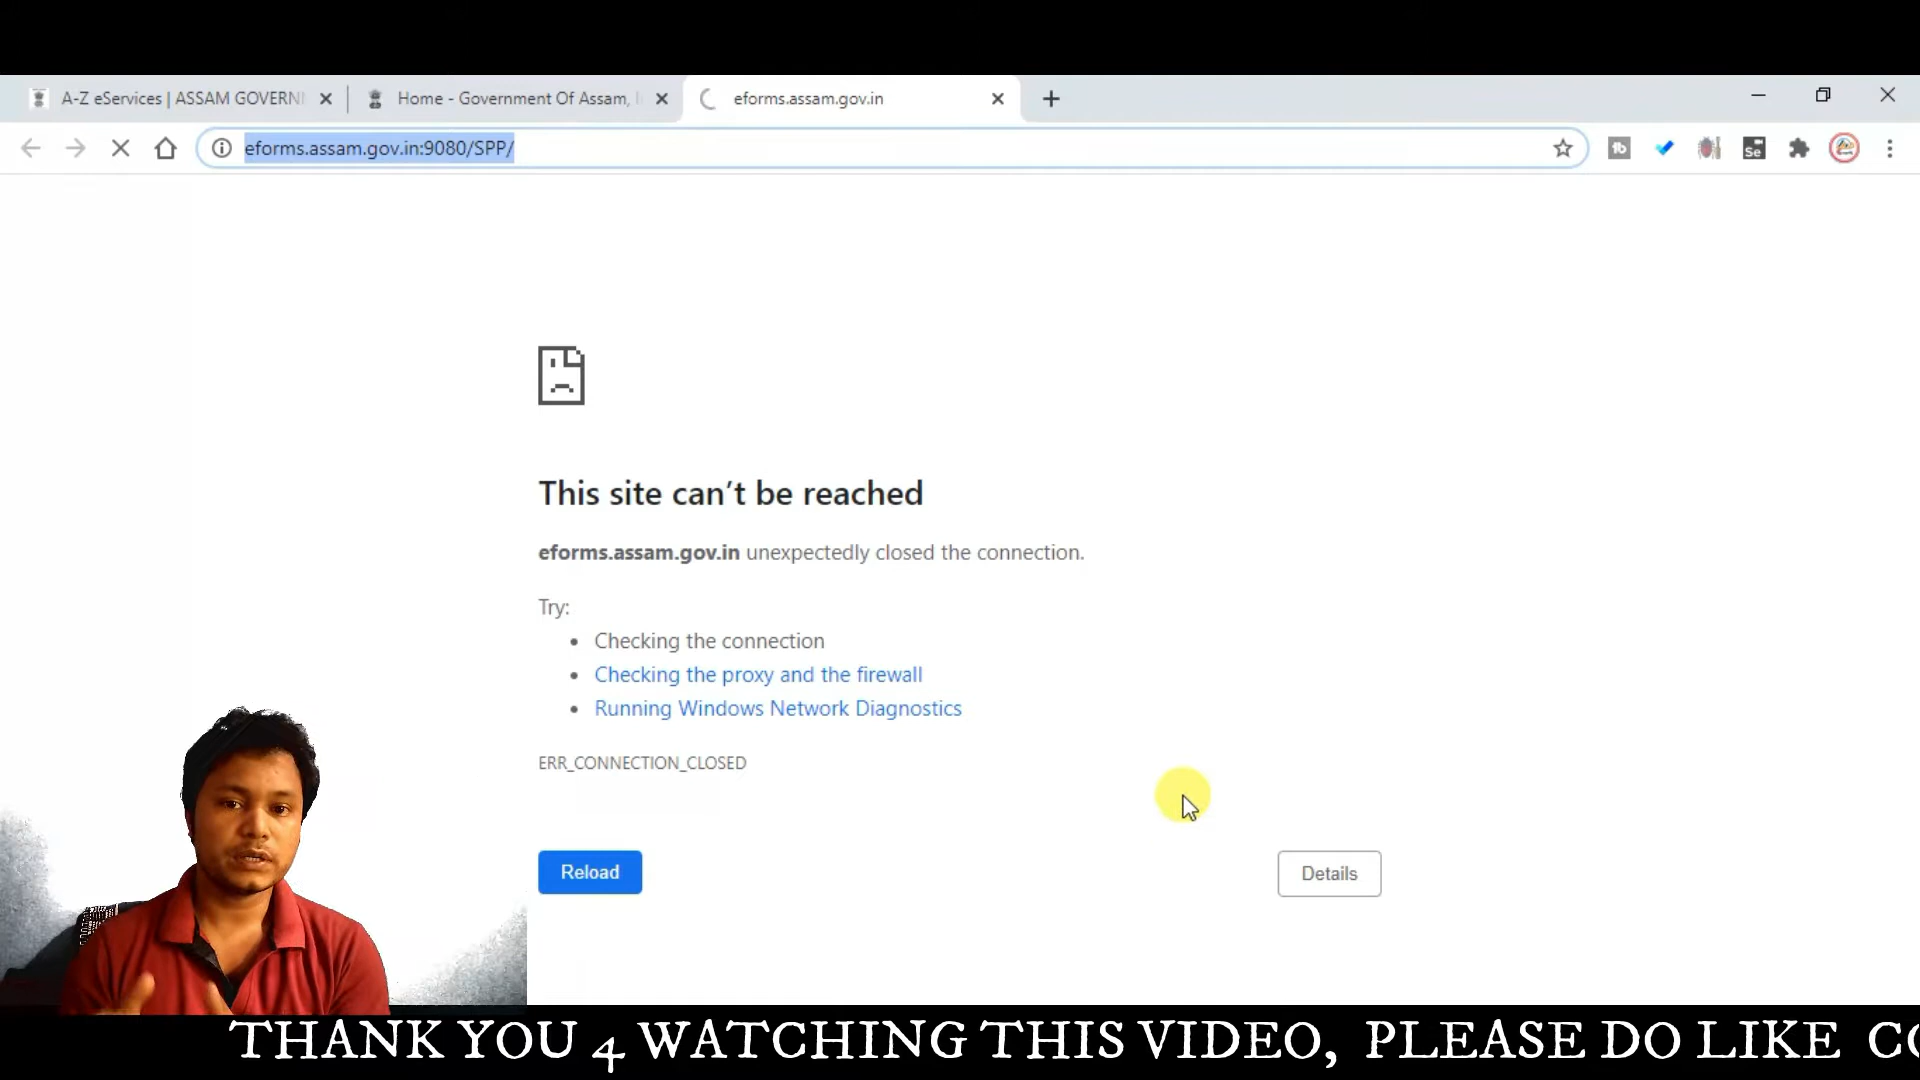 A-Z eServices | ASSAM GOVERN
Home - Government Of Assam, I
eforms.assam.gov.in
eforms.assam.gov.in:9080/SPP/
Se
This site can’t be reached
eforms.assam.gov.in unexpectedly closed the connection.
Try:
Checking the connection
Checking the proxy and the firewall
Running Windows Network Diagnostics
ERR_CONNECTION_CLOSED
Reload
Details
THANK YOU 4 WATCHING THIS VIDEO, PLEASE DO LIKE CO